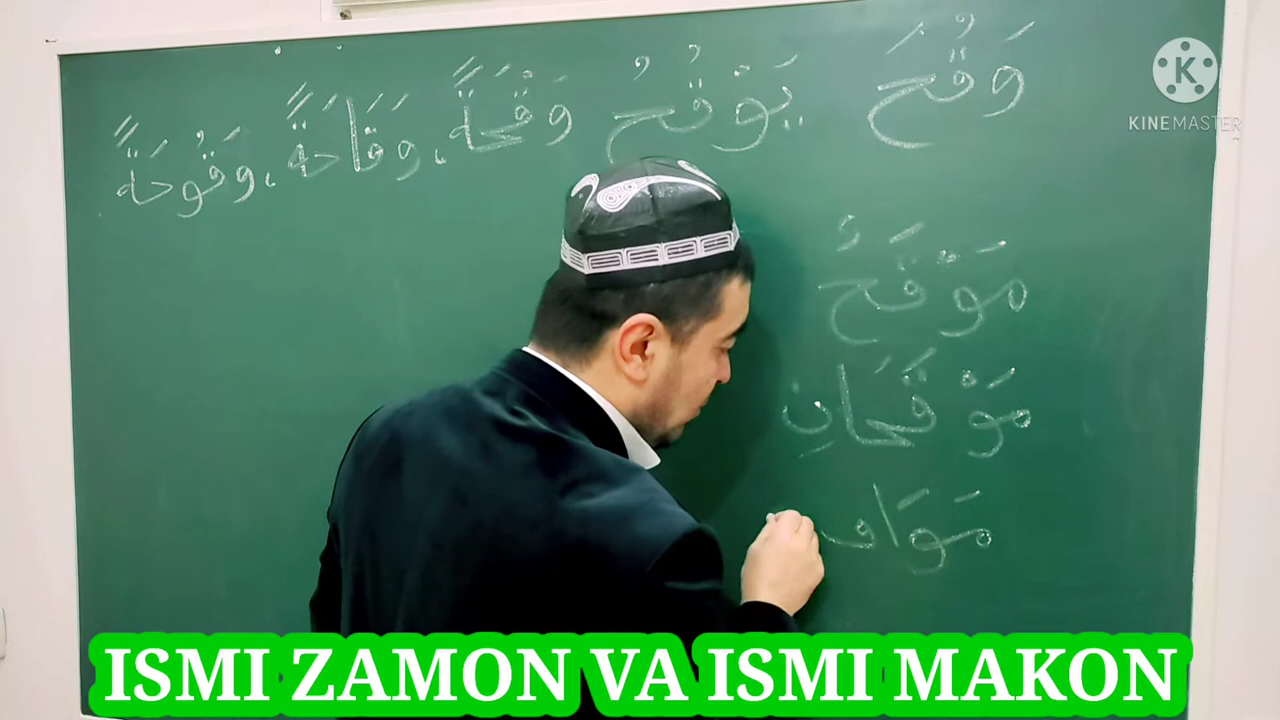 وَقُحَ يَوْقُحُ وَقْحَةً، وَقَاحَةً، وَقُوحَةً
مَوْقَحٌ
مَوْقَحَانِ
مَوَا
KINEMASTER
ISMI ZAMON VA ISMI MAKON